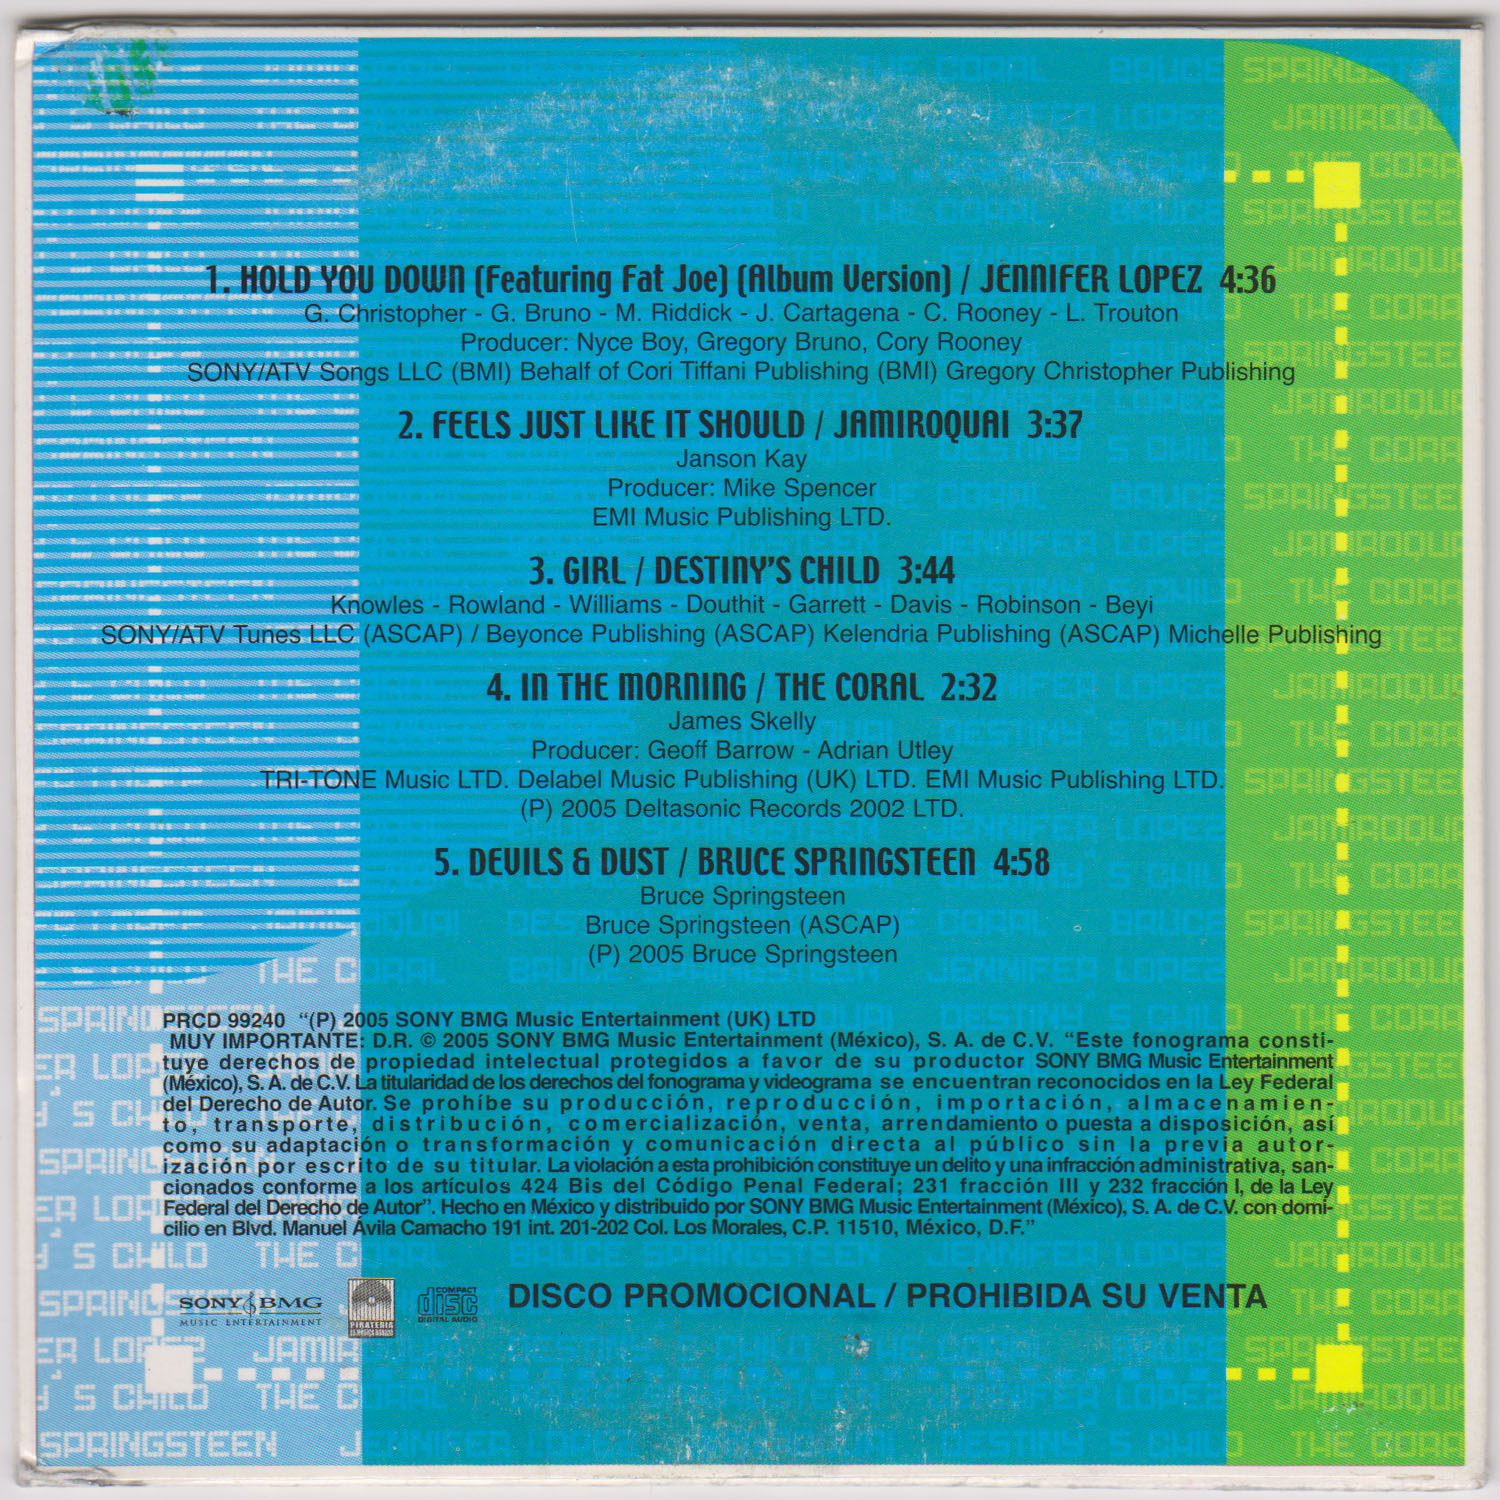 1. HOLD YOU DOWN (Featuring Fat Joe) (Album Version) / JENNIFER LOPEZ 4:36
G. Christopher - G. Bruno - M. Riddick - J. Cartagena - C. Rooney - L. Trouton
Producer: Nyce Boy, Gregory Bruno, Cory Rooney
SONY/ATV Songs LLC (BMI) Behalf of Cori Tiffani Publishing (BMI) Gregory Christopher Publishing
2. FEELS JUST LIKE IT SHOULD / JAMIROQUAI 3:37
Janson Kay
Producer: Mike Spencer
EMI Music Publishing LTD.
3. GIRL / DESTINY'S CHILD 3:44
Knowles - Rowland - Williams - Douthit - Garrett - Davis - Robinson - Beyi
SONY/ATV Tunes LLC (ASCAP) / Beyonce Publishing (ASCAP) Kelendria Publishing (ASCAP) Michelle Publishing
4. IN THE MORNING / THE CORAL 2:32
James Skelly
Producer: Geoff Barrow - Adrian Utley
TRI-TONE Music LTD. Delabel Music Publishing (UK) LTD. EMI Music Publishing LTD.
(P) 2005 Deltasonic Records 2002 LTD.
5. DEVILS & DUST / BRUCE SPRINGSTEEN 4:58
Bruce Springsteen
Bruce Springsteen (ASCAP)
(P) 2005 Bruce Springsteen
PRCD 99240 “(P) 2005 SONY BMG Music Entertainment (UK) LTD
MUY IMPORTANTE: D.R. © 2005 SONY BMG Music Entertainment (México), S. A. de C.V. “Este fonograma consti-
tuye derechos de propiedad intelectual protegidos a favor de su productor SONY BMG Music Entertainment
(México), S. A. de C.V. La titularidad de los derechos del fonograma y videograma se encuentran reconocidos en la Ley Federal
del Derecho de Autor. Se prohíbe su producción, reproducción, importación, almacenamien-
to, transporte, distribución, comercialización, venta, arrendamiento o puesta a disposición, así
como su adaptación o transformación y comunicación directa al público sin la previa autor-
ización por escrito de su titular. La violación a esta prohibición constituye un delito y una infracción administrativa, san-
cionados conforme a los artículos 424 Bis del Código Penal Federal; 231 fracción III y 232 fracción I, de la Ley
Federal del Derecho de Autor”. Hecho en México y distribuido por SONY BMG Music Entertainment (México), S. A. de C.V. con domi-
cilio en Blvd. Manuel Ávila Camacho 191 int. 201-202 Col. Los Morales, C.P. 11510, México, D.F.”
SONY BMG
MUSIC ENTERTAINMENT
PIRATERIA
COMPACT
disc
DIGITAL AUDIO
DISCO PROMOCIONAL / PROHIBIDA SU VENTA